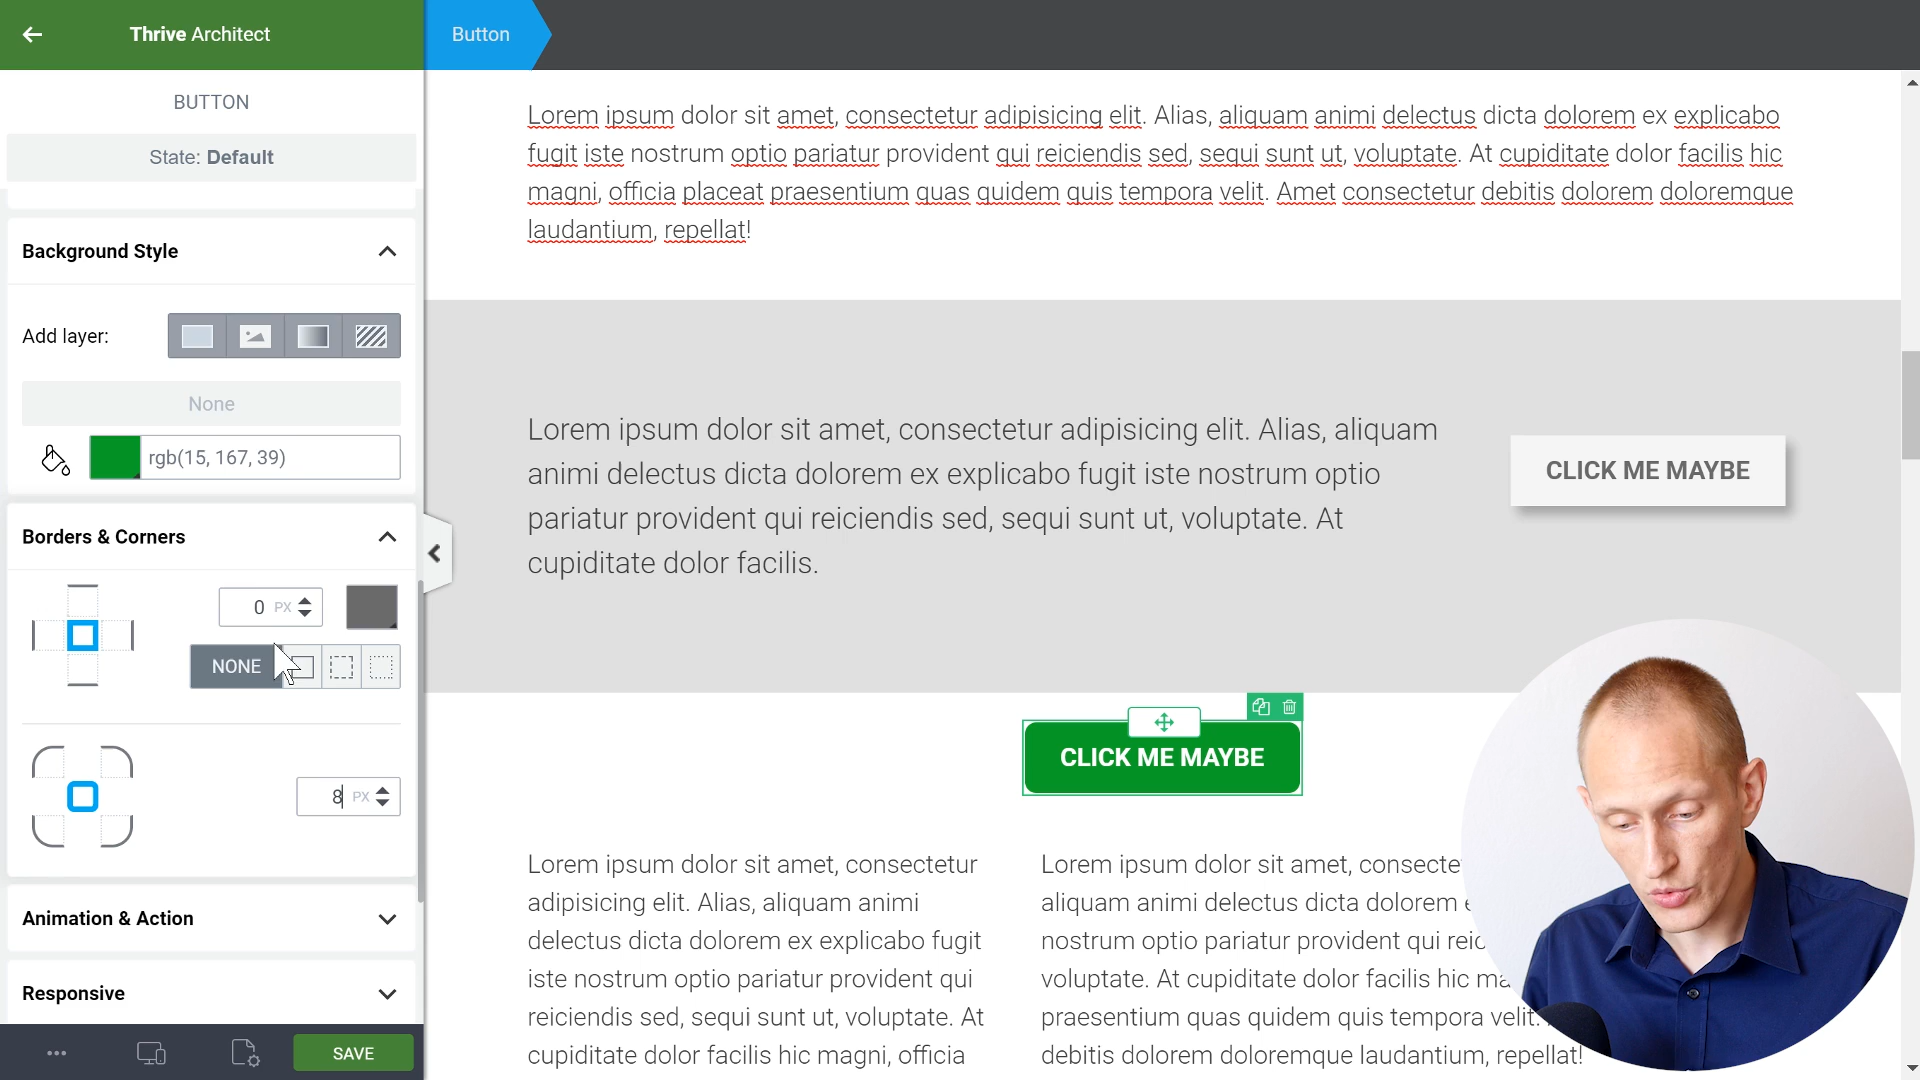 Thrive Architect
Button
BUTTON
State: Default
Background Style
Add layer:
None
rgb(15, 167, 39)
Borders & Corners
0 PX
NONE
8 PX
Animation & Action
Responsive
SAVE
Lorem ipsum dolor sit amet, consectetur adipisicing elit. Alias, aliquam animi delectus dicta dolorem ex explicabo
fugit iste nostrum optio pariatur provident qui reiciendis sed, sequi sunt ut, voluptate. At cupiditate dolor facilis hic
magni, officia placeat praesentium quas quidem quis tempora velit. Amet consectetur debitis dolorem doloremque
laudantium, repellat!
Lorem ipsum dolor sit amet, consectetur adipisicing elit. Alias, aliquam
animi delectus dicta dolorem ex explicabo fugit iste nostrum optio
pariatur provident qui reiciendis sed, sequi sunt ut, voluptate. At
cupiditate dolor facilis.
CLICK ME MAYBE
CLICK ME MAYBE
Lorem ipsum dolor sit amet, consectetur
adipisicing elit. Alias, aliquam animi
delectus dicta dolorem ex explicabo fugit
iste nostrum optio pariatur provident qui
reiciendis sed, sequi sunt ut, voluptate. At
cupiditate dolor facilis hic magni, officia
Lorem ipsum dolor sit amet, consecte
aliquam animi delectus dicta dolorem
nostrum optio pariatur provident qui reic
voluptate. At cupiditate dolor facilis hic ma
praesentium quas quidem quis tempora velit.
debitis dolorem doloremque laudantium, repellat!